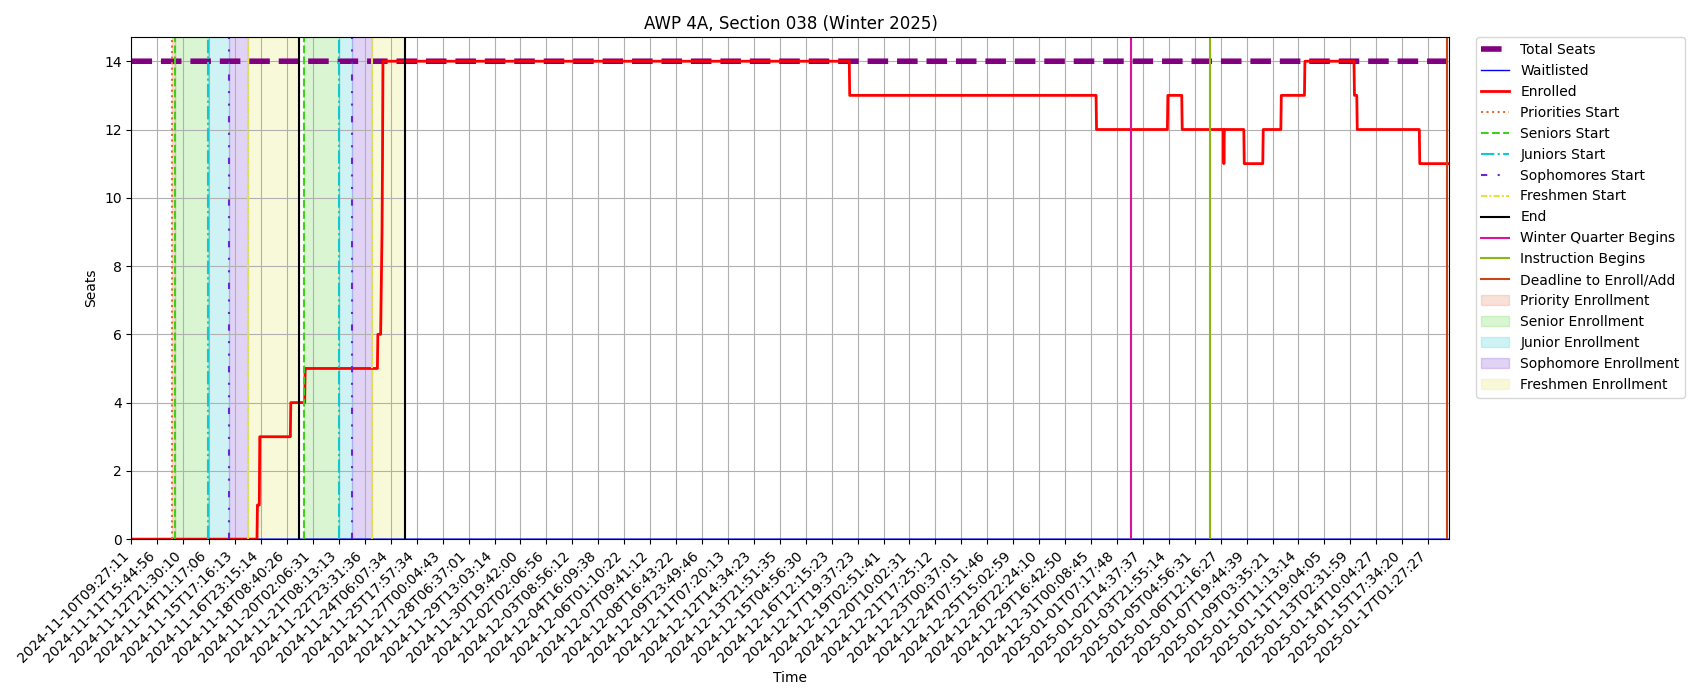 AWP 4A, Section 038 (Winter 2025)
Seats
14
12
10
8
6
4
2
0
2024-11-10T09:27:11
2024-11-11T15:44:56
2024-11-12T21:30:10
2024-11-14T11:17:06
2024-11-15T17:16:13
2024-11-16T23:15:14
2024-11-18T08:40:26
2024-11-20T02:06:31
2024-11-21T08:13:13
2024-11-22T23:31:36
2024-11-24T06:07:34
2024-11-25T17:57:34
2024-11-27T00:04:43
2024-11-28T06:37:01
2024-11-29T13:03:14
2024-11-30T19:42:00
2024-12-02T02:06:56
2024-12-03T08:56:12
2024-12-04T16:09:38
2024-12-06T01:10:22
2024-12-07T09:41:12
2024-12-08T16:43:22
2024-12-09T23:49:46
2024-12-11T07:20:13
2024-12-12T14:34:23
2024-12-13T21:51:35
2024-12-15T04:56:30
2024-12-16T12:15:23
2024-12-17T19:37:23
2024-12-19T02:51:41
2024-12-20T10:02:31
2024-12-21T17:25:12
2024-12-23T00:37:01
2024-12-24T07:51:46
2024-12-25T15:02:59
2024-12-26T22:24:10
2024-12-29T16:42:50
2024-12-31T00:08:45
2025-01-01T07:17:48
2025-01-02T14:37:37
2025-01-03T21:55:14
2025-01-05T04:56:31
2025-01-06T12:16:27
2025-01-07T19:44:39
2025-01-09T03:35:21
2025-01-10T11:13:14
2025-01-11T19:04:05
2025-01-13T02:31:59
2025-01-14T10:04:27
2025-01-15T17:34:20
2025-01-17T01:27:27
Time
Total Seats
Waitlisted
Enrolled
Priorities Start
Seniors Start
Juniors Start
Sophomores Start
Freshmen Start
End
Winter Quarter Begins
Instruction Begins
Deadline to Enroll/Add
Priority Enrollment
Senior Enrollment
Junior Enrollment
Sophomore Enrollment
Freshmen Enrollment